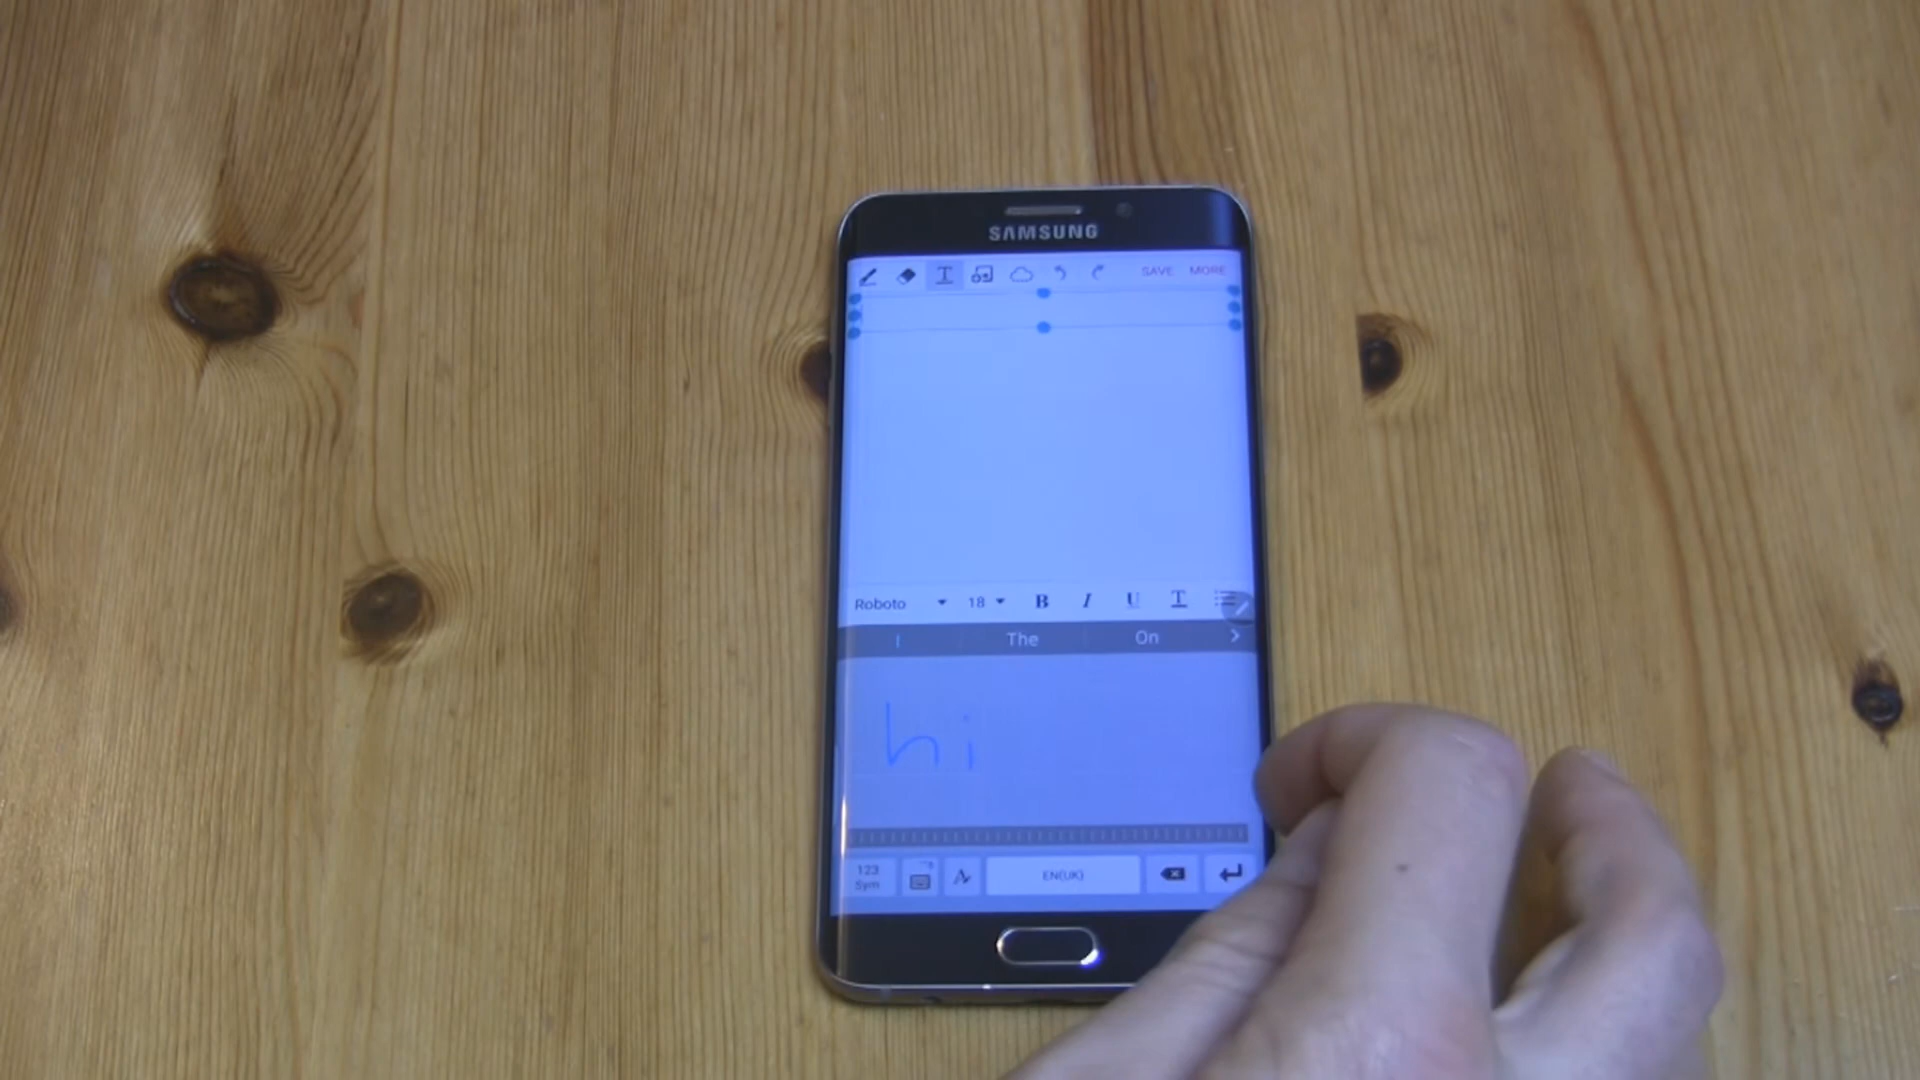 SAMSUNG
SAVE MORE
Roboto 18 B I U T
I The On
hi
123
Sym
EN(UK)